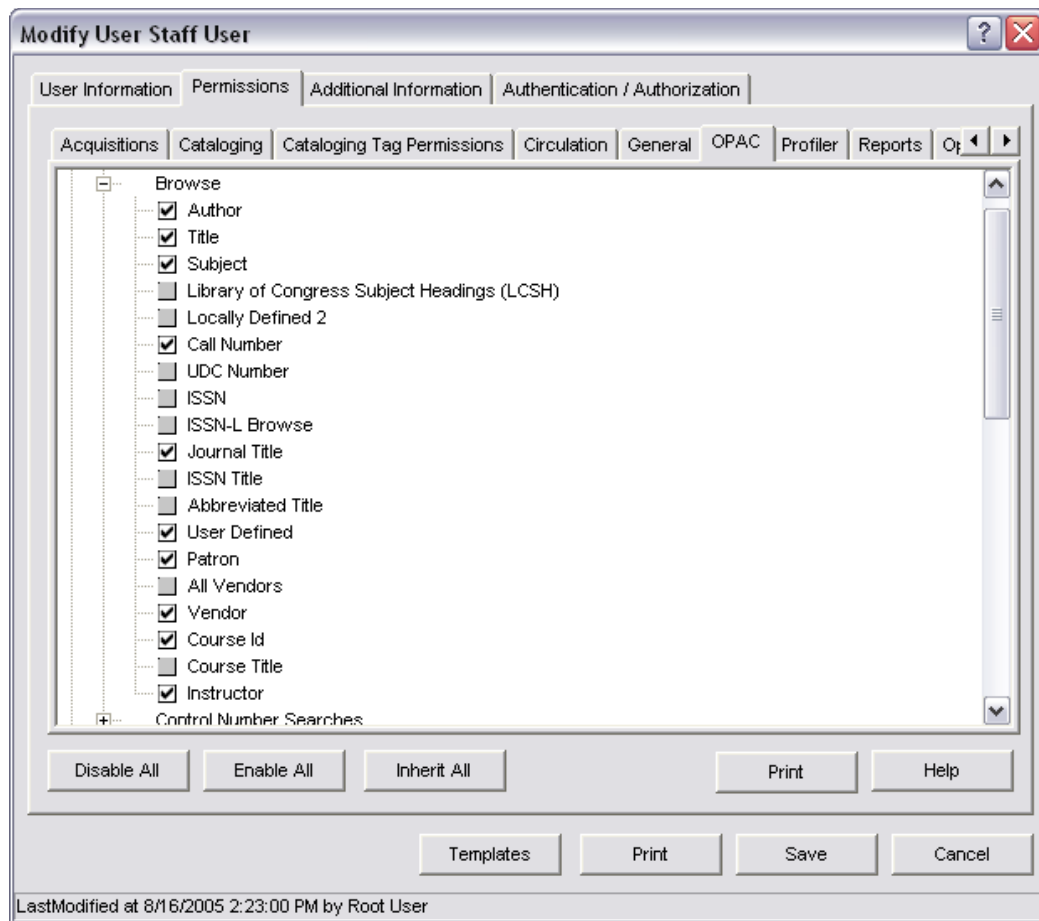 Modify User Staff User
User Information Permissions Additional Information Authentication / Authorization
Acquisitions Cataloging Cataloging Tag Permissions Circulation General OPAC Profiler Reports
Browse
Author
Title
Subject
Library of Congress Subject Headings (LCSH)
Locally Defined 2
Call Number
UDC Number
ISSN
ISSN-L Browse
Journal Title
ISSN Title
Abbreviated Title
User Defined
Patron
All Vendors
Vendor
Course Id
Course Title
Instructor
Control Number Searches
Disable All Enable All Inherit All Print Help
Templates Print Save Cancel
LastModified at 8/16/2005 2:23:00 PM by Root User